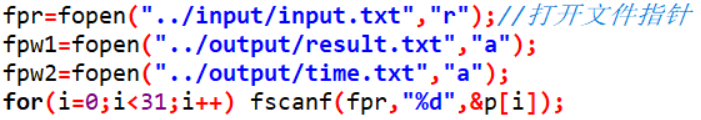 fpr=fopen("../input/input.txt","r");//打开文件指针
fpw1=fopen("../output/result.txt","a");
fpw2=fopen("../output/time.txt","a");
for(i=0;i<31;i++) fscanf(fpr,"%d",&p[i]);